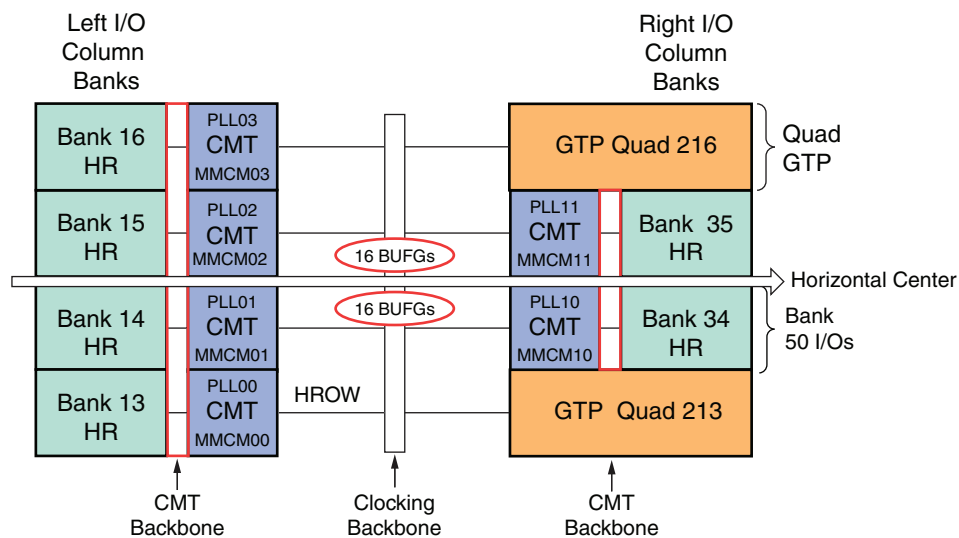 Left I/O
Column
Banks
Right I/O
Column
Banks
Bank 16
HR
PLL03
CMT
MMCM03
GTP Quad 216
Quad
GTP
Bank 15
HR
PLL02
CMT
MMCM02
16 BUFGs
PLL11
CMT
MMCM11
Bank 35
HR
Horizontal Center
Bank 14
HR
PLL01
CMT
MMCM01
16 BUFGs
PLL10
CMT
MMCM10
Bank 34
HR
Bank
50 I/Os
Bank 13
HR
PLL00
CMT
MMCM00
HROW
GTP Quad 213
CMT
Backbone
Clocking
Backbone
CMT
Backbone